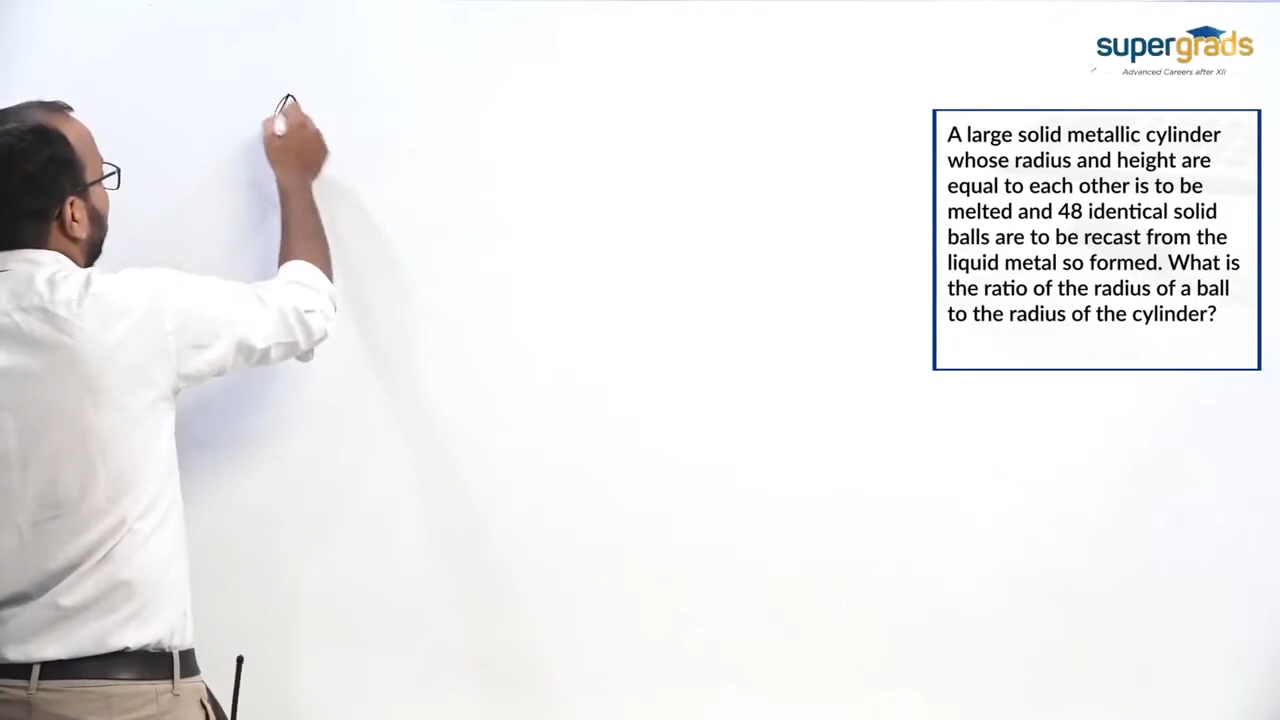 supergrads
Advanced Careers after XII
A large solid metallic cylinder
whose radius and height are
equal to each other is to be
melted and 48 identical solid
balls are to be recast from the
liquid metal so formed. What is
the ratio of the radius of a ball
to the radius of the cylinder?